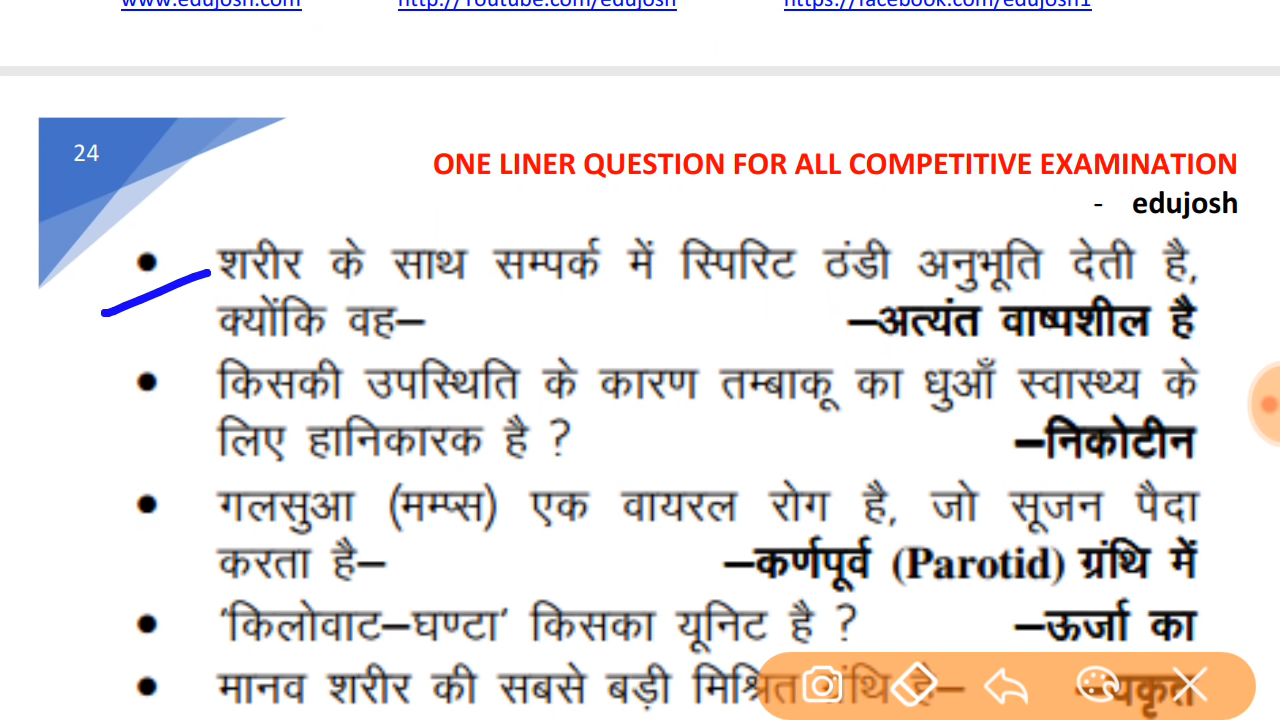 www.edujosh.com http://Youtube.com/edujosh https://facebook.com/edujosh1
24
ONE LINER QUESTION FOR ALL COMPETITIVE EXAMINATION
- edujosh
• शरीर के साथ सम्पर्क में स्पिरिट ठंडी अनुभूति देती है,
क्योंकि वह– –अत्यंत वाष्पशील है
• किसकी उपस्थिति के कारण तम्बाकू का धुआँ स्वास्थ्य के
लिए हानिकारक है ? –निकोटीन
• गलसुआ (मम्प्स) एक वायरल रोग है, जो सूजन पैदा
करता है– –कर्णपूर्व (Parotid) ग्रंथि में
• 'किलोवाट–घण्टा' किसका यूनिट है ? –ऊर्जा का
• मानव शरीर की सबसे बड़ी मिश्रित ग्रंथि है– –यकृत